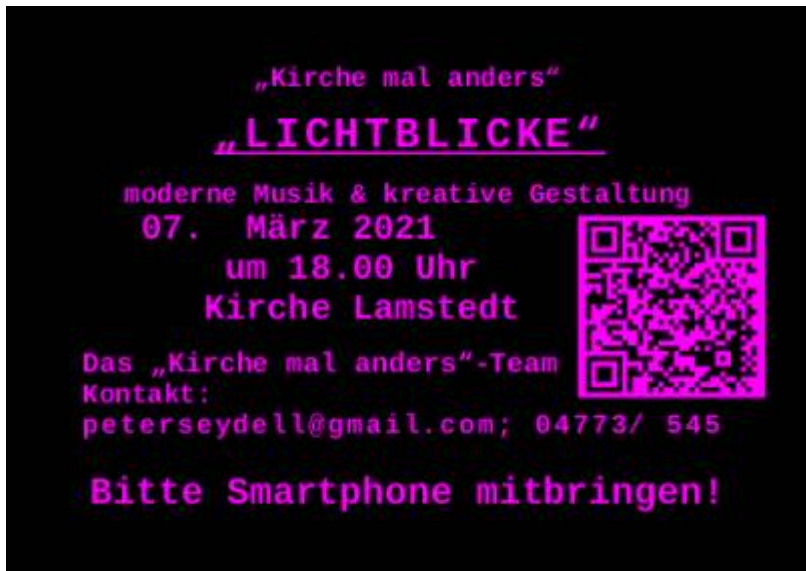 „Kirche mal anders“
„LICHTBLICKE“
moderne Musik & kreative Gestaltung
07. März 2021
um 18.00 Uhr
Kirche Lamstedt
Das „Kirche mal anders“-Team
Kontakt:
peterseydell@gmail.com; 04773/ 545
Bitte Smartphone mitbringen!